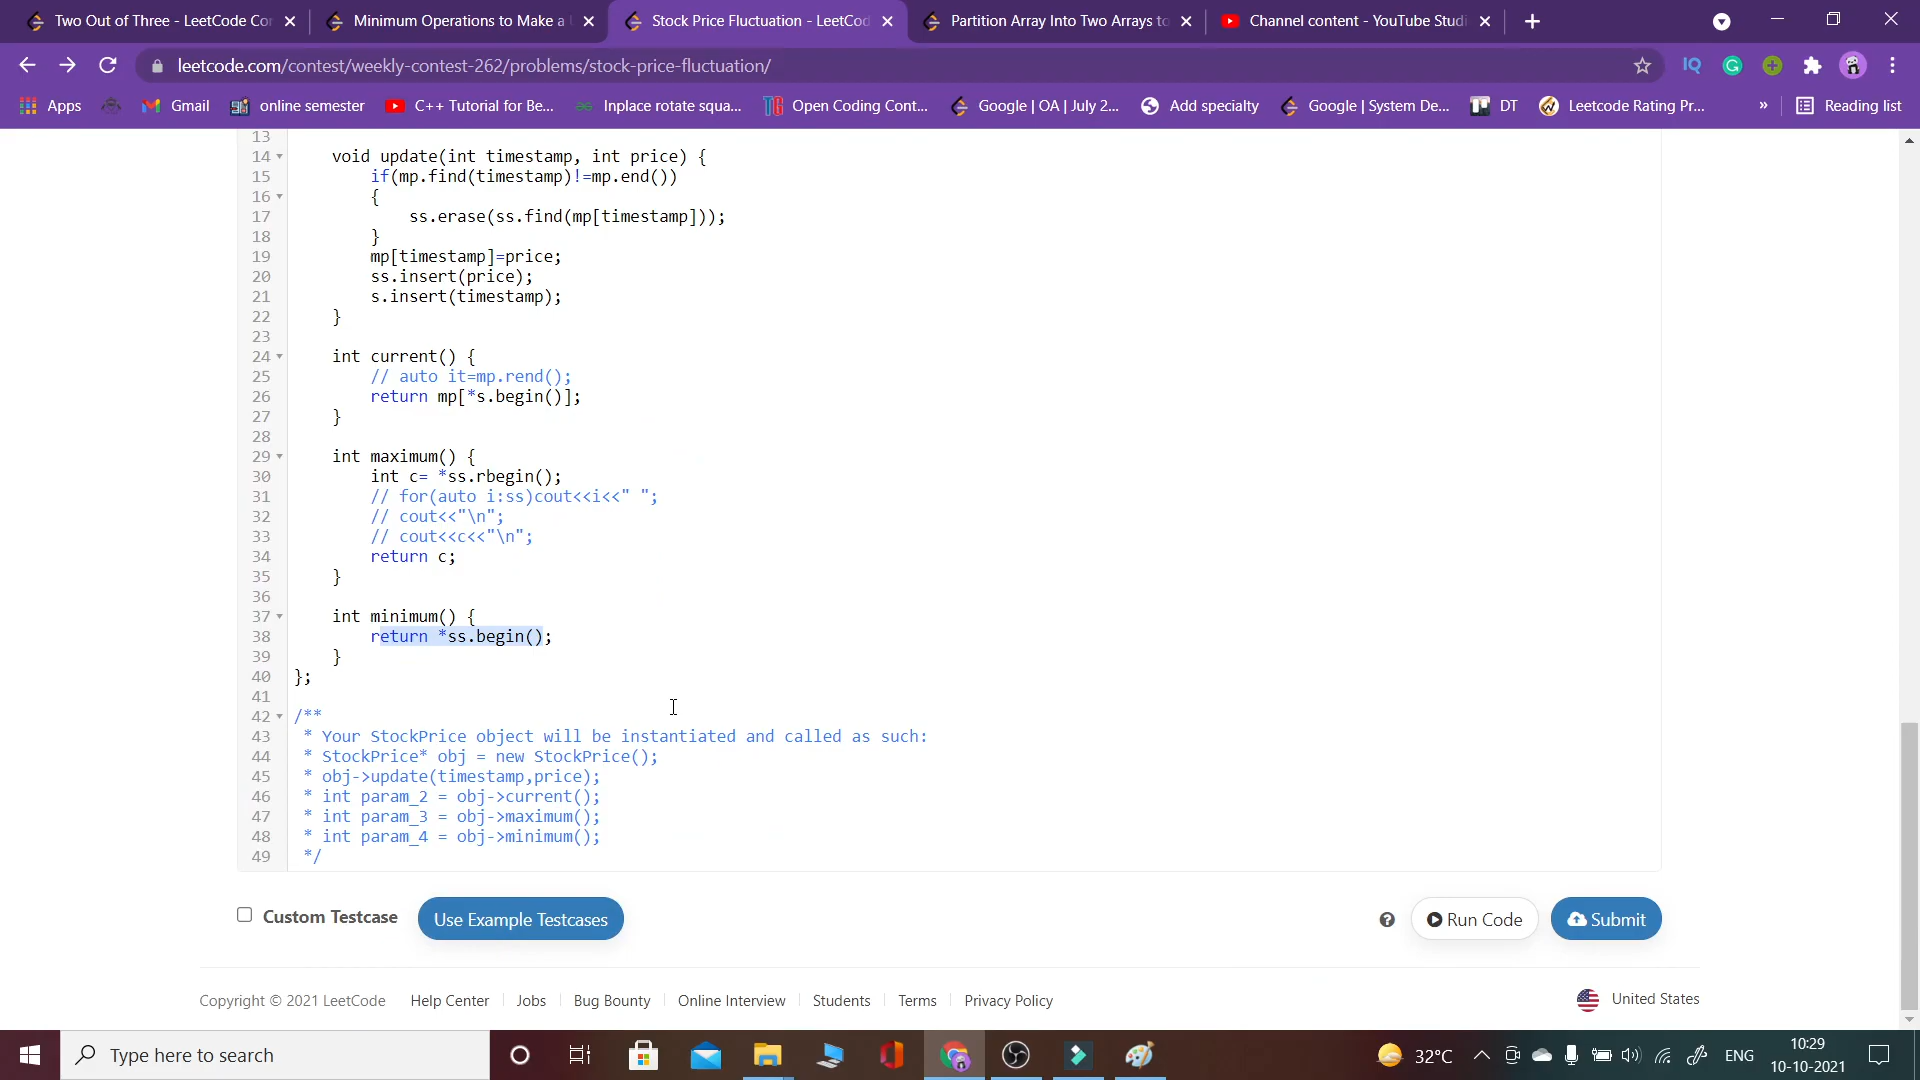 Two Out of Three - LeetCode Con
Minimum Operations to Make a
Stock Price Fluctuation - LeetCod
Partition Array Into Two Arrays to
Channel content - YouTube Studi
leetcode.com/contest/weekly-contest-262/problems/stock-price-fluctuation/
Apps
Gmail
online semester
C++ Tutorial for Be...
Inplace rotate squa...
Open Coding Cont...
Google | OA | July 2...
Add specialty
Google | System De...
DT
Leetcode Rating Pr...
»
Reading list
13
14 void update(int timestamp, int price) {
15 if(mp.find(timestamp)!=mp.end())
16 {
17 ss.erase(ss.find(mp[timestamp]));
18 }
19 mp[timestamp]=price;
20 ss.insert(price);
21 s.insert(timestamp);
22 }
23
24 int current() {
25 // auto it=mp.rend();
26 return mp[*s.begin()];
27 }
28
29 int maximum() {
30 int c= *ss.rbegin();
31 // for(auto i:ss)cout<<i<<" ";
32 // cout<<"\n";
33 // cout<<c<<"\n";
34 return c;
35 }
36
37 int minimum() {
38 return *ss.begin();
39 }
40 };
41
42 /**
43 * Your StockPrice object will be instantiated and called as such:
44 * StockPrice* obj = new StockPrice();
45 * obj->update(timestamp,price);
46 * int param_2 = obj->current();
47 * int param_3 = obj->maximum();
48 * int param_4 = obj->minimum();
49 */
Custom Testcase
Use Example Testcases
Run Code
Submit
Copyright © 2021 LeetCode
Help Center
Jobs
Bug Bounty
Online Interview
Students
Terms
Privacy Policy
United States
Type here to search
32°C
ENG
10:29
10-10-2021